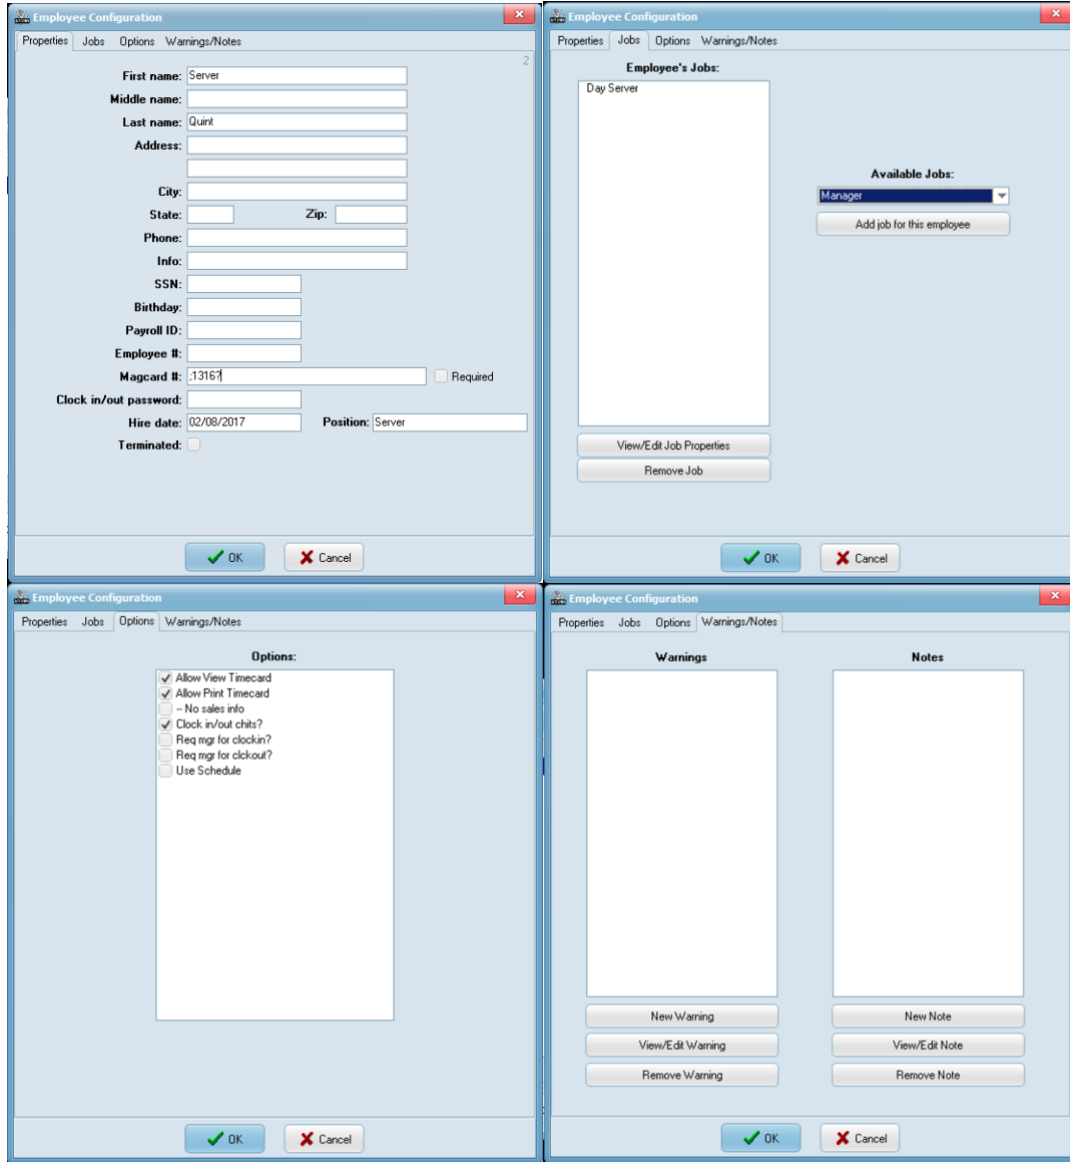 Employee Configuration
Properties Jobs Options Warnings/Notes
2
First name: Server
Middle name:
Last name: Quint
Address:
City:
State: Zip:
Phone:
Info:
SSN:
Birthday:
Payroll ID:
Employee #:
Magcard #: ;1316? Required
Clock in/out password:
Hire date: 02/08/2017 Position: Server
Terminated:
OK Cancel
Employee Configuration
Properties Jobs Options Warnings/Notes
Employee's Jobs:
Day Server
Available Jobs:
Manager
Add job for this employee
View/Edit Job Properties
Remove Job
OK Cancel
Employee Configuration
Properties Jobs Options Warnings/Notes
Options:
Allow View Timecard
Allow Print Timecard
-- No sales info
Clock in/out chits?
Req mgr for clockin?
Req mgr for clckout?
Use Schedule
OK Cancel
Employee Configuration
Properties Jobs Options Warnings/Notes
Warnings Notes
New Warning New Note
View/Edit Warning View/Edit Note
Remove Warning Remove Note
OK Cancel